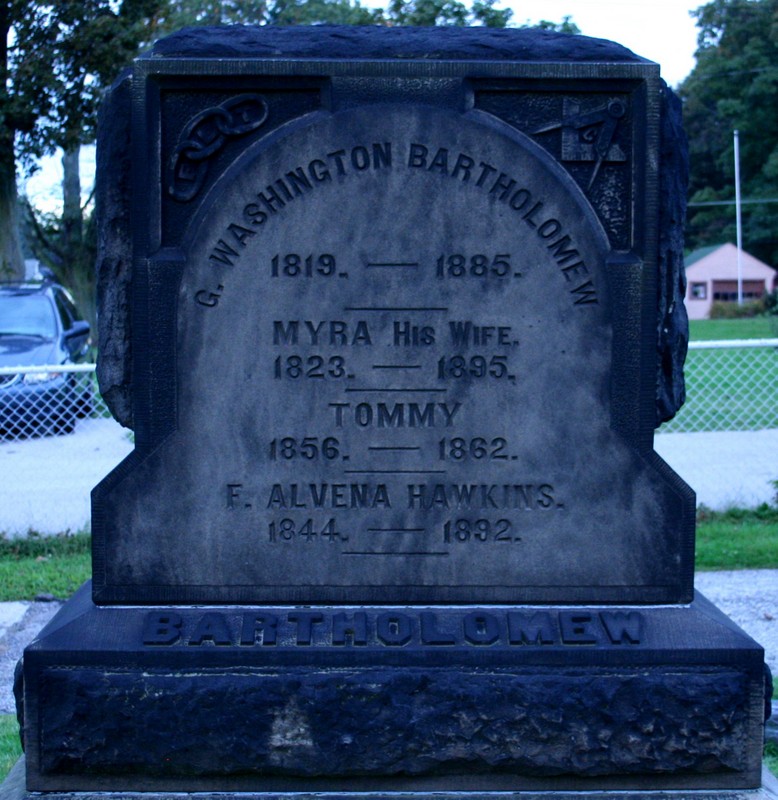 G. WASHINGTON BARTHOLOMEW
1819. — 1885.
MYRA HIS WIFE.
1823. — 1895.
TOMMY
1856. — 1862.
F. ALVENA HAWKINS.
1844. — 1892.
BARTHOLOMEW